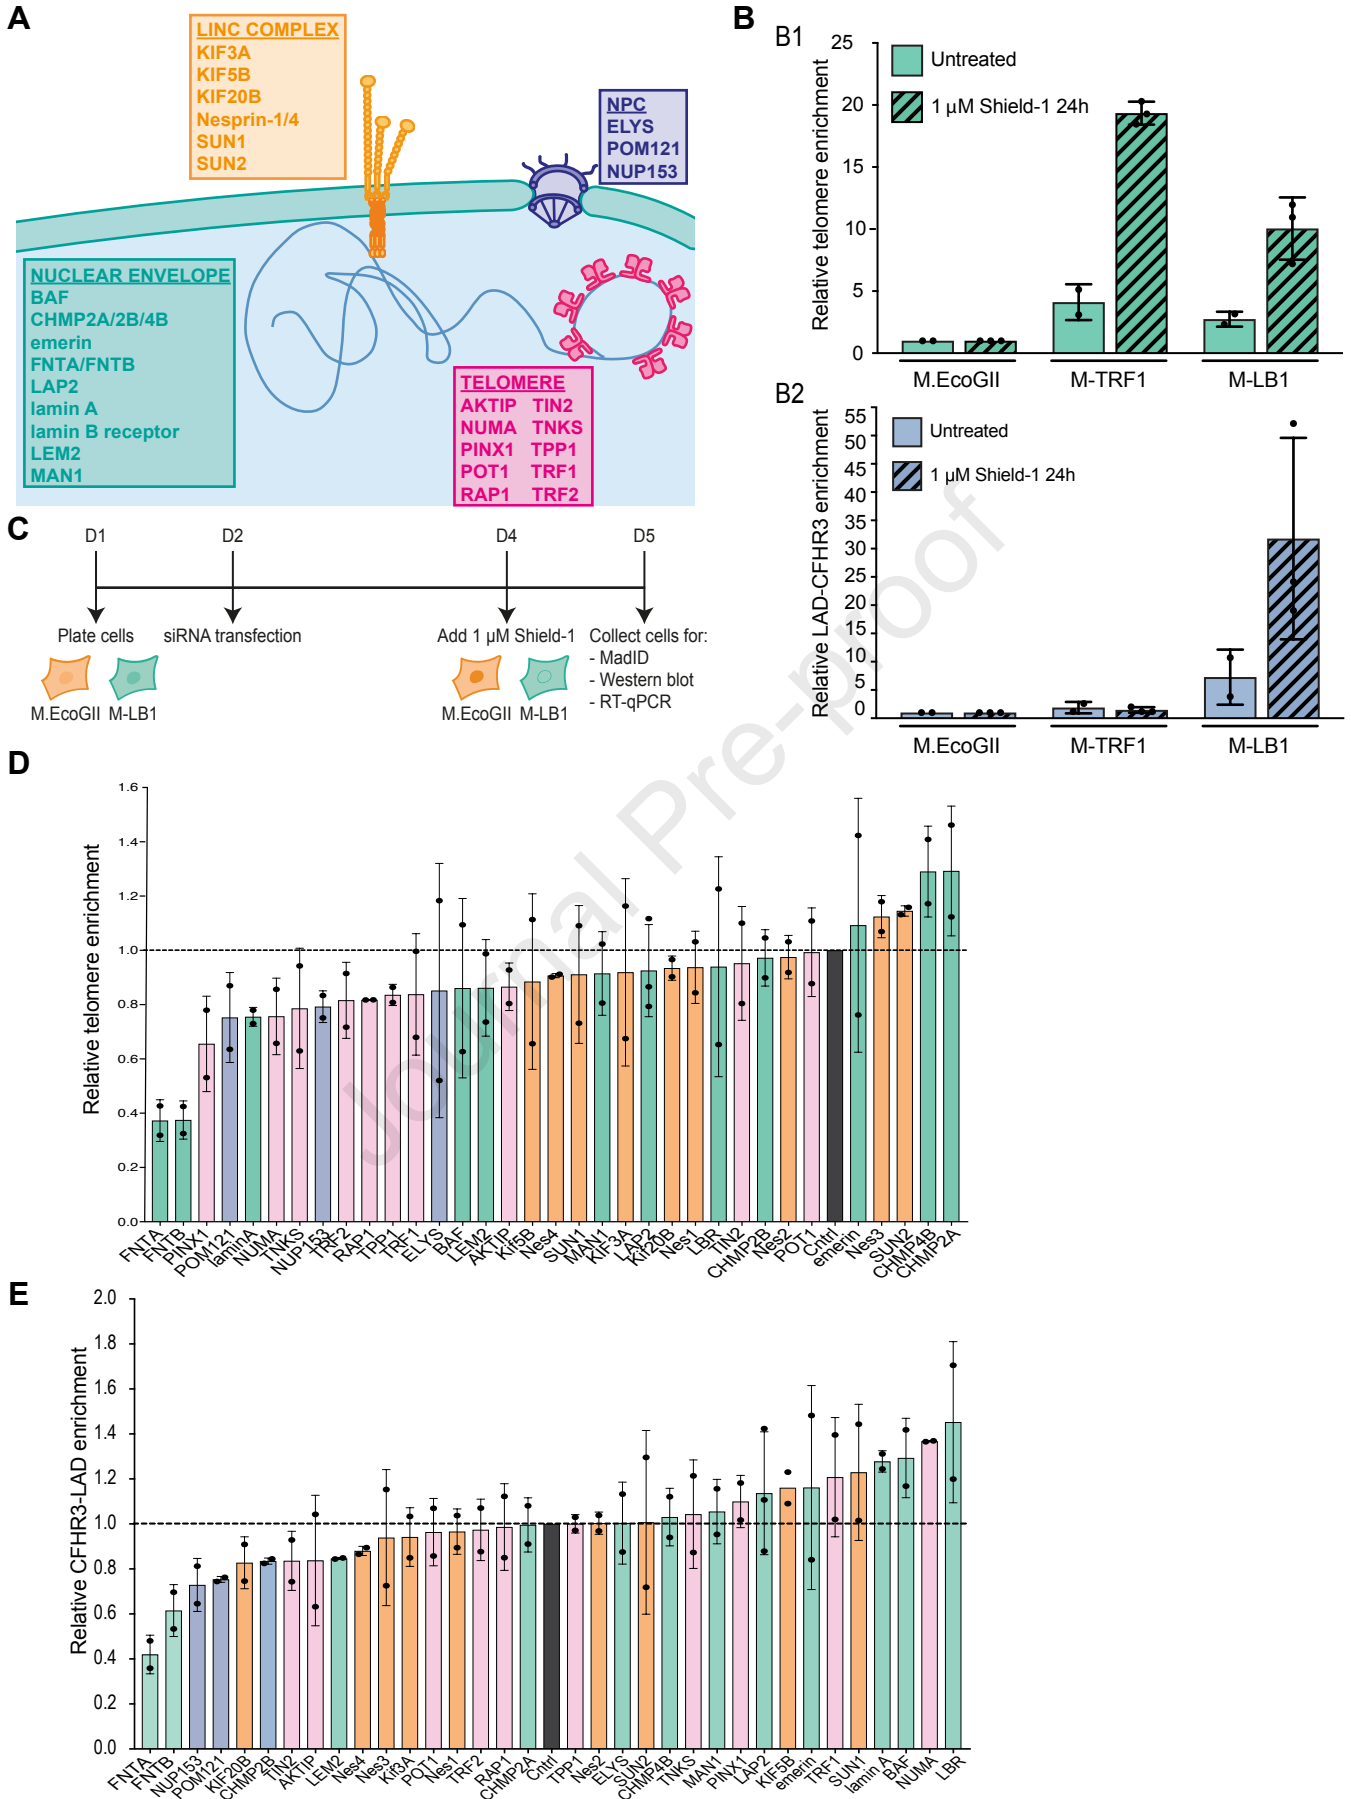 A
LINC COMPLEX
KIF3A
KIF5B
KIF20B
Nesprin-1/4
SUN1
SUN2
NPC
ELYS
POM121
NUP153
NUCLEAR ENVELOPE
BAF
CHMP2A/2B/4B
emerin
FNTA/FNTB
LAP2
lamin A
lamin B receptor
LEM2
MAN1
TELOMERE
AKTIP TIN2
NUMA TNKS
PINX1 TPP1
POT1 TRF1
RAP1 TRF2
B
B1
Relative telomere enrichment
25
20
15
10
5
0
Untreated
1 µM Shield-1 24h
M.EcoGII M-TRF1 M-LB1
B2
Relative LAD-CFHR3 enrichment
55
50
45
40
35
30
25
20
15
10
5
0
Untreated
1 µM Shield-1 24h
M.EcoGII M-TRF1 M-LB1
C
D1 D2 D4 D5
Plate cells siRNA transfection Add 1 µM Shield-1 Collect cells for:
- MadID
- Western blot
- RT-qPCR
M.EcoGII M-LB1 M.EcoGII M-LB1
D
Relative telomere enrichment
1.6
1.4
1.2
1.0
0.8
0.6
0.4
0.2
0.0
FNTA FNTB PINX1 POM121 laminA NUMA TNKS NUP153 TRF2 RAP1 TPP1 TRF1 ELYS BAF LEM2 AKTIP Kif5B Nes4 SUN1 MAN1 KIF3A LAP2 Kif20B Nes1 LBR TIN2 CHMP2B Nes2 POT1 Cntrl emerin Nes3 SUN2 CHMP4B CHMP2A
E
Relative CFHR3-LAD enrichment
2.0
1.8
1.6
1.4
1.2
1.0
0.8
0.6
0.4
0.2
0.0
FNTA FNTB NUP153 POM121 KIF20B CHMP2B TIN2 AKTIP LEM2 Nes4 Nes3 Kif3A POT1 Nes1 TRF2 RAP1 CHMP2A Cntrl TPP1 Nes2 ELYS SUN2 CHMP4B TNKS MAN1 PINX1 LAP2 KIF5B emerin TRF1 SUN1 lamin A BAF NUMA LBR
Journal Pre-proof